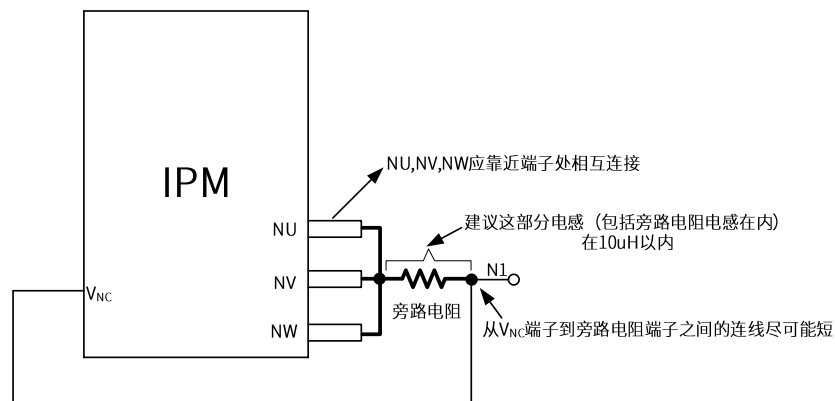 NU,NV,NW应靠近端子处相互连接
IPM
建议这部分电感（包括旁路电阻电感在内）
在10uH以内
NU
NV
N1
VNC
旁路电阻
NW
从VNC端子到旁路电阻端子之间的连线尽可能短